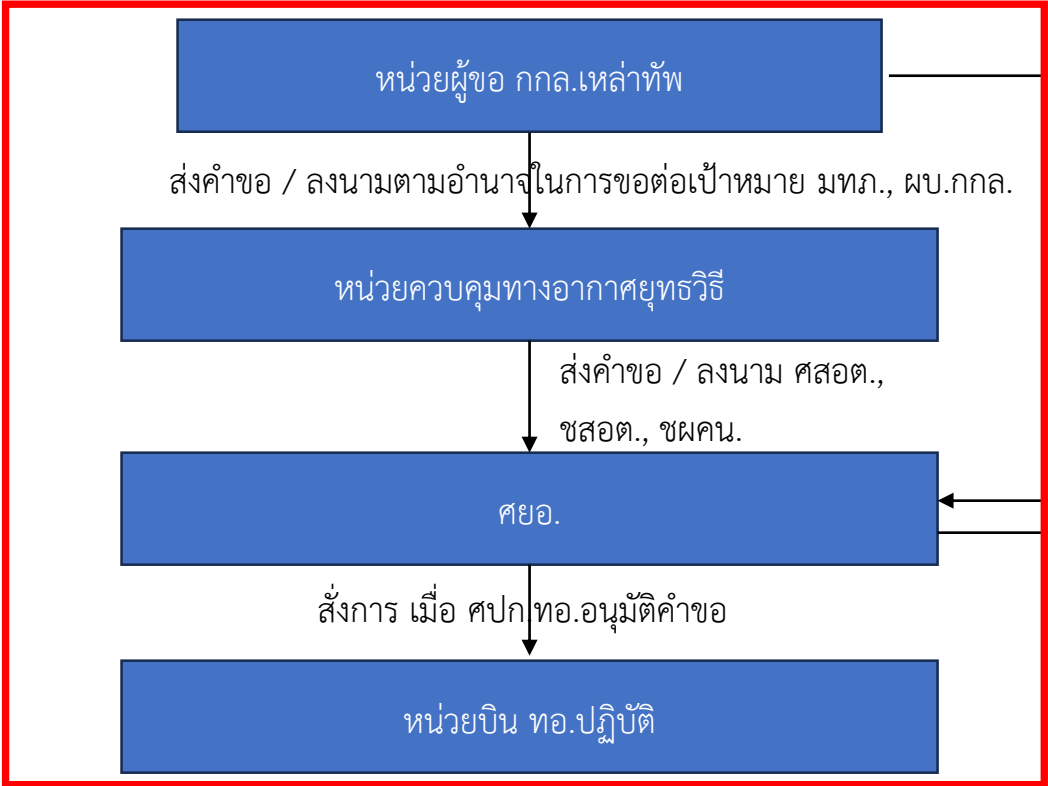 หน่วยผู้ขอ กกล.เหล่าทัพ
ส่งคำขอ / ลงนามตามอำนาจในการขอต่อเป้าหมาย มทภ., ผบ.กกล.
หน่วยควบคุมทางอากาศยุทธวิธี
ส่งคำขอ / ลงนาม ศสอต.,
ชสอต., ชผคน.
ศยอ.
สั่งการ เมื่อ ศปก.ทอ.อนุมัติคำขอ
หน่วยบิน ทอ.ปฏิบัติ